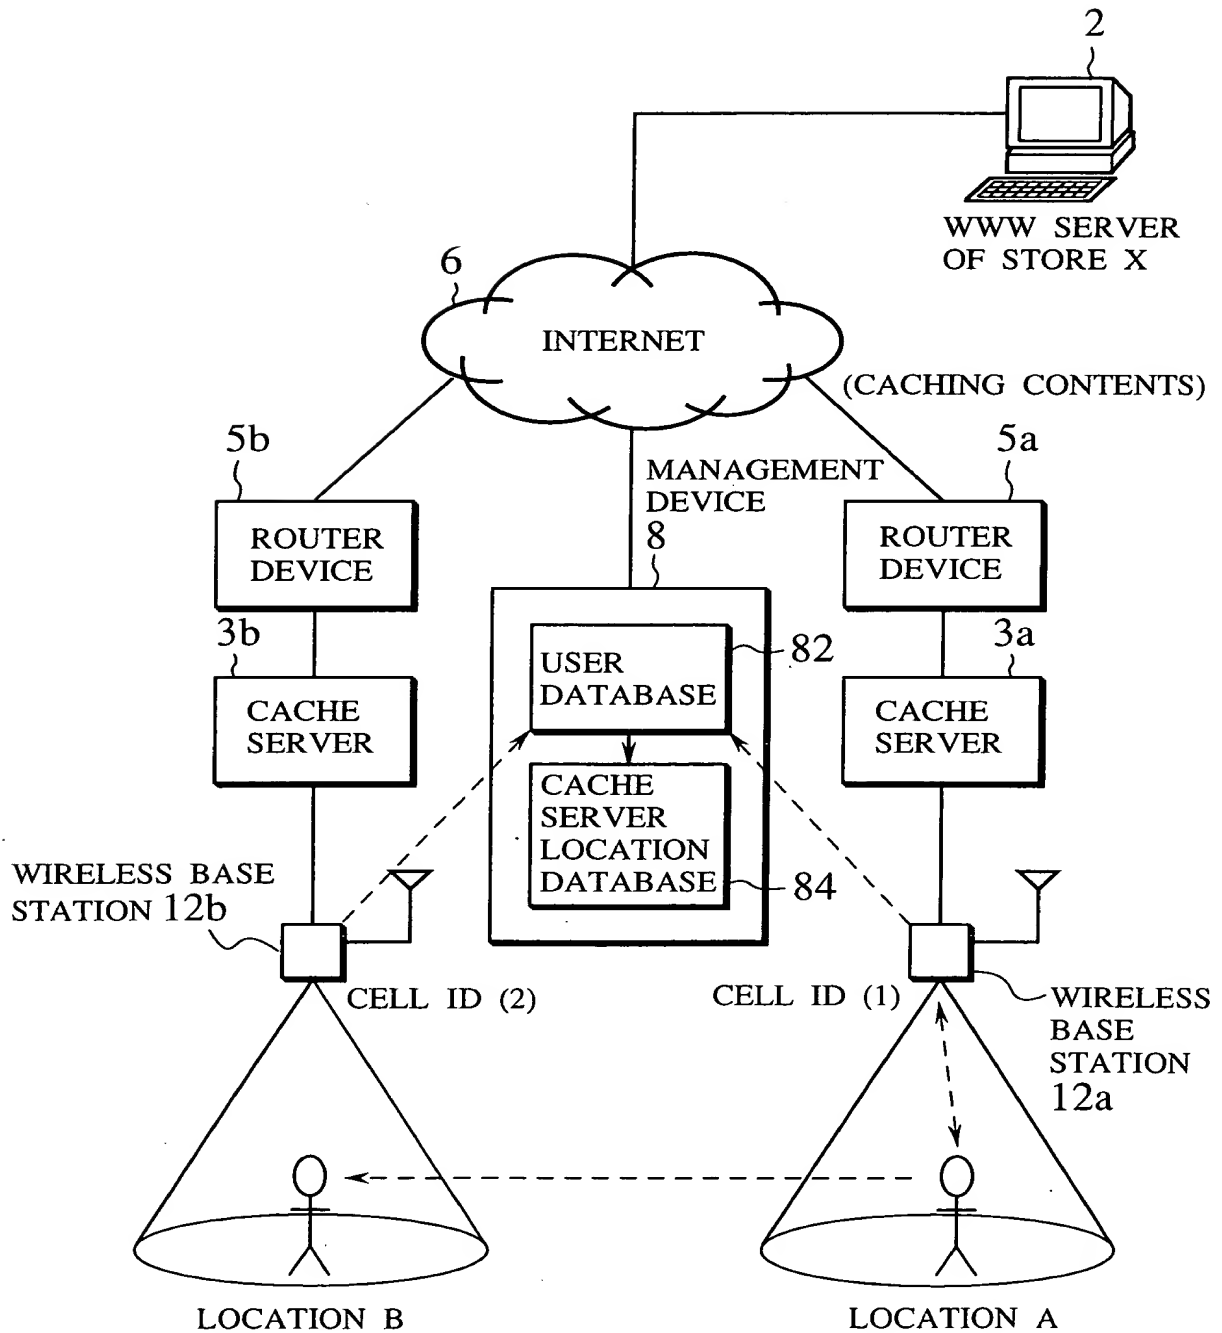 2
WWW SERVER
OF STORE X
6
INTERNET
(CACHING CONTENTS)
5b
MANAGEMENT
DEVICE
8
5a
ROUTER
DEVICE
ROUTER
DEVICE
3b
82
3a
USER
DATABASE
CACHE
SERVER
CACHE
SERVER
CACHE
SERVER
LOCATION
DATABASE
84
WIRELESS BASE
STATION 12b
CELL ID (2)
CELL ID (1)
WIRELESS
BASE
STATION
12a
LOCATION B
LOCATION A